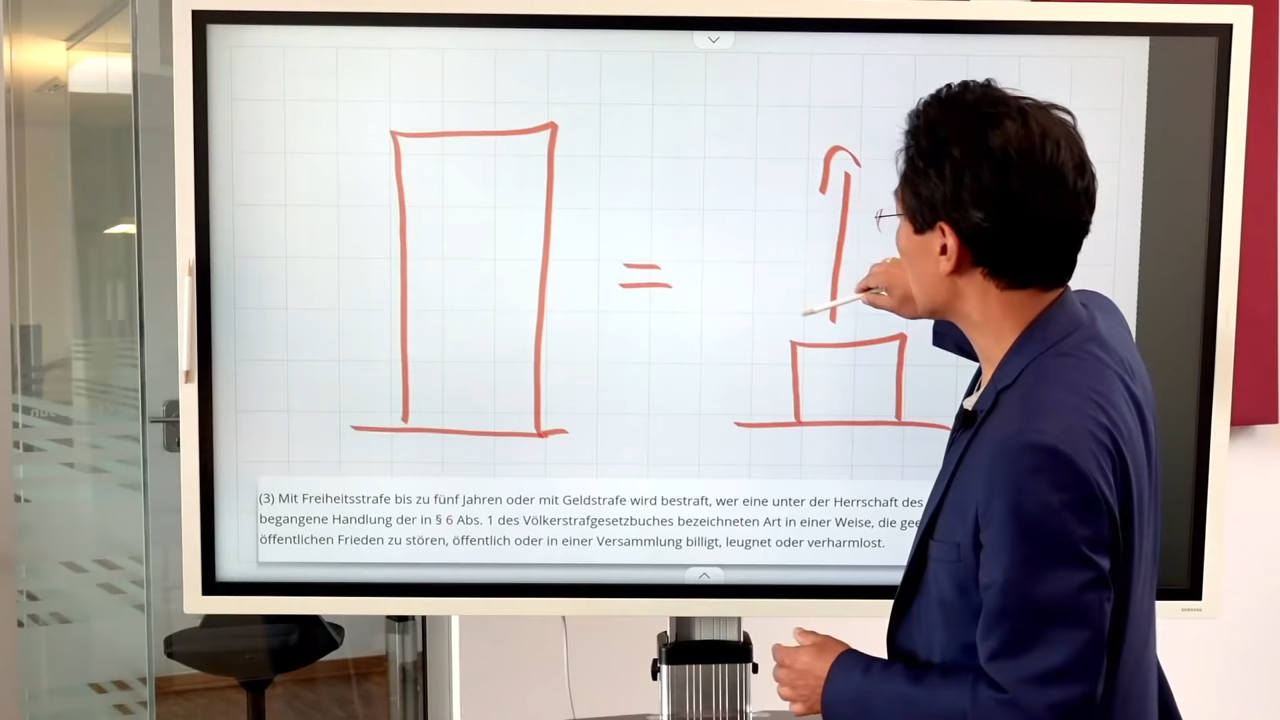 =
(3) Mit Freiheitsstrafe bis zu fünf Jahren oder mit Geldstrafe wird bestraft, wer eine unter der Herrschaft des
begangene Handlung der in § 6 Abs. 1 des Völkerstrafgesetzbuches bezeichneten Art in einer Weise, die gee
öffentlichen Frieden zu stören, öffentlich oder in einer Versammlung billigt, leugnet oder verharmlost.
SAMSUNG